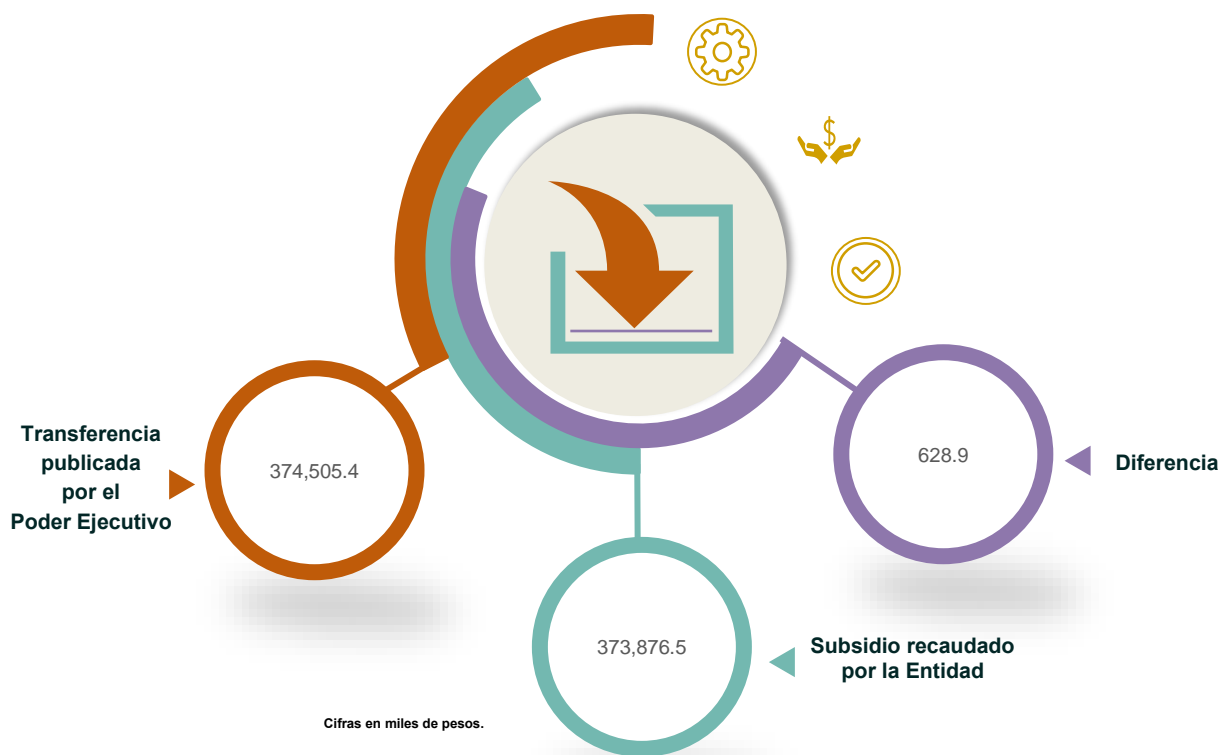 Transferencia
publicada
por el
Poder Ejecutivo
374,505.4
628.9
Diferencia
373,876.5
Subsidio recaudado
por la Entidad
Cifras en miles de pesos.
$